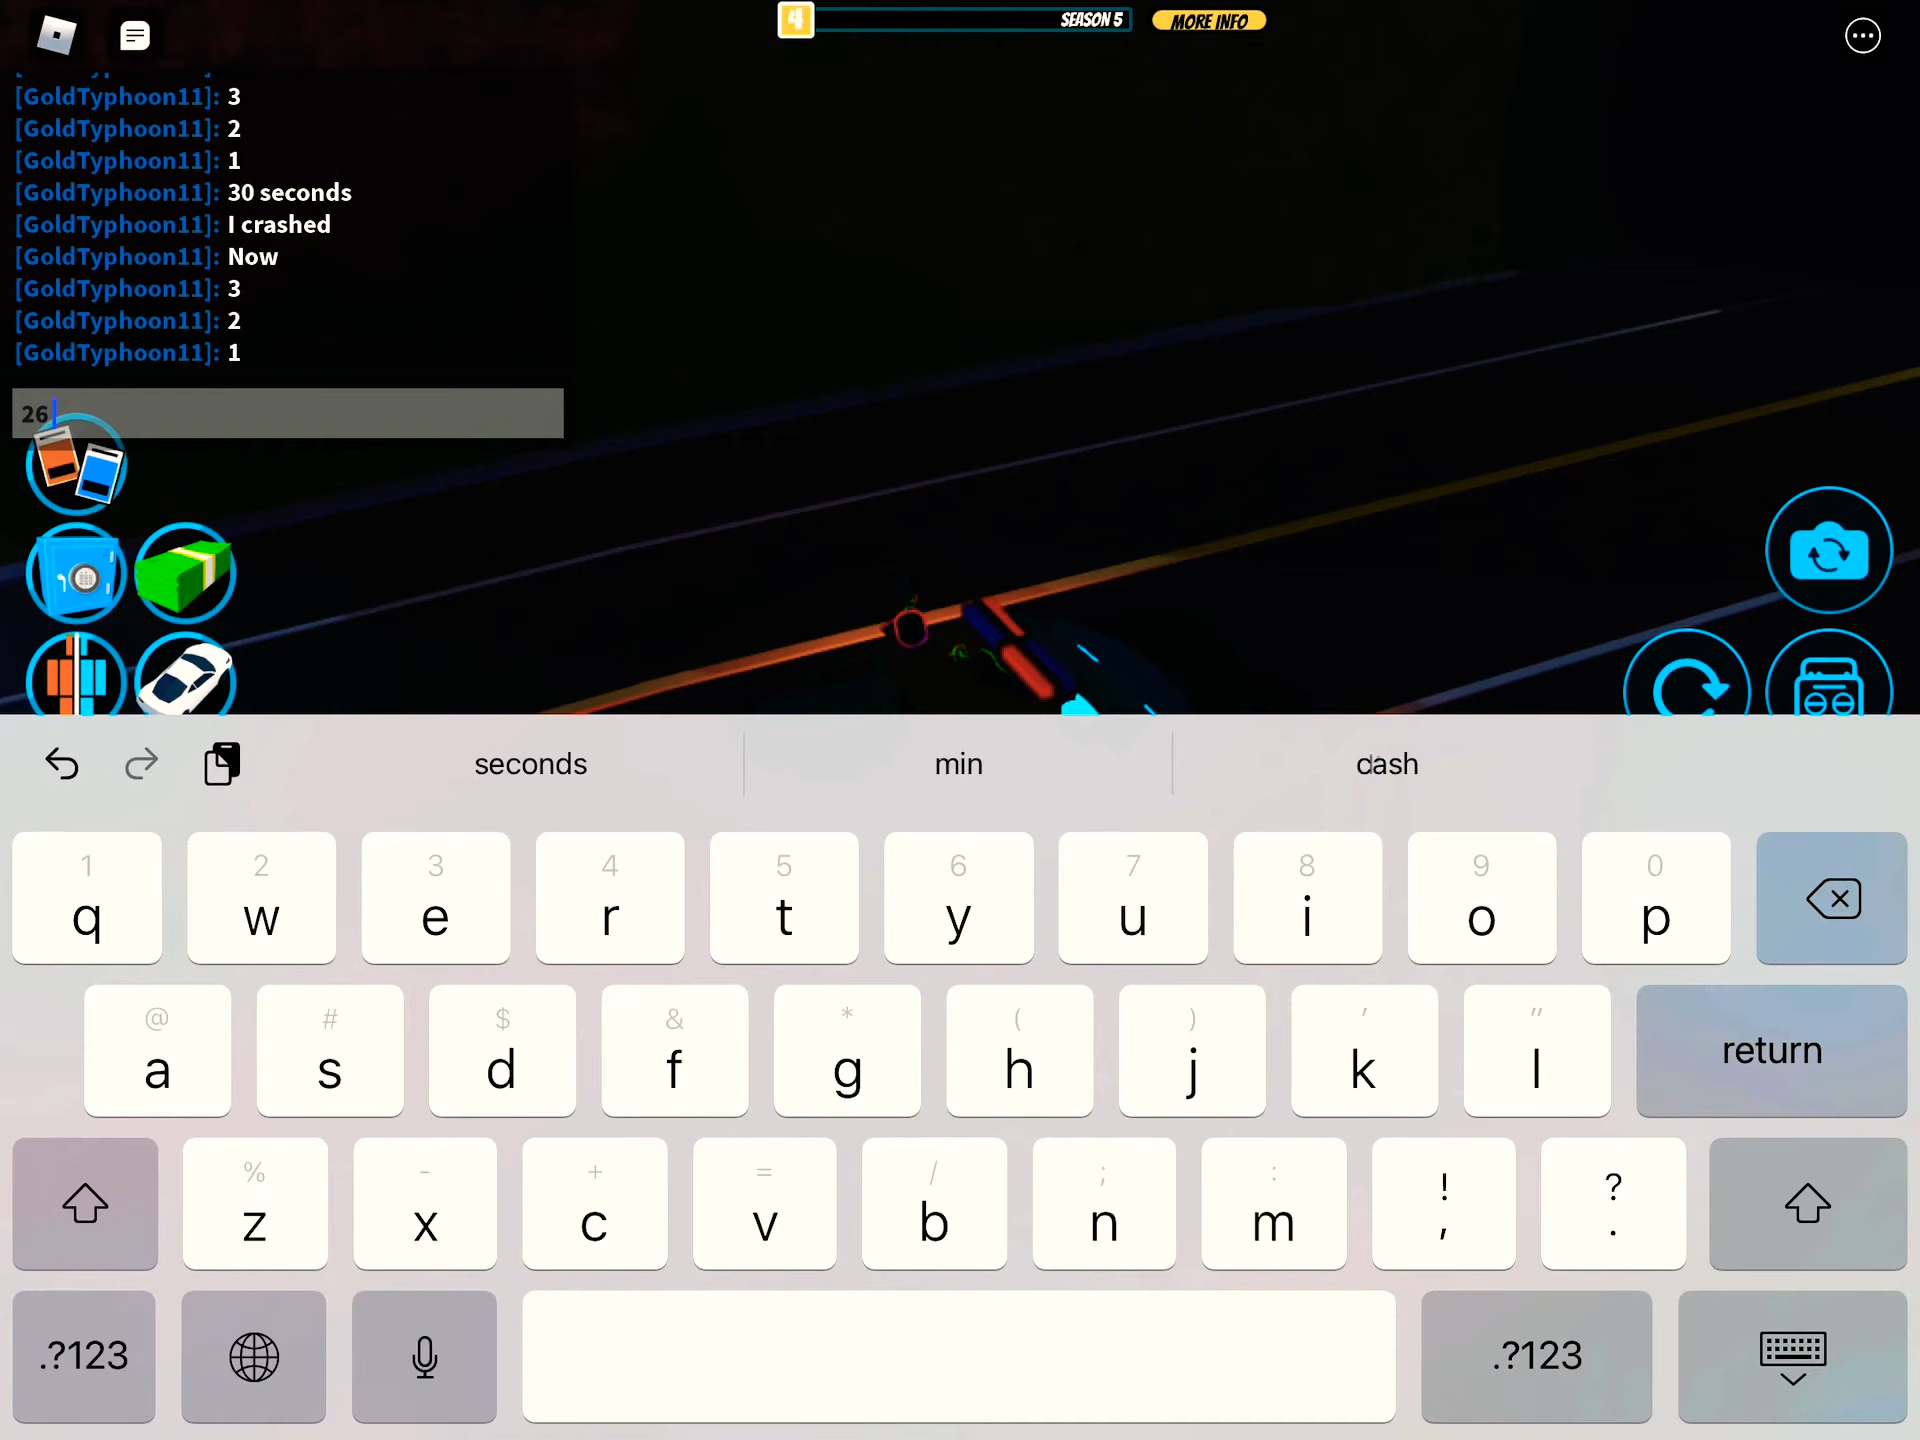 4 SEASON 5 MORE INFO
[GoldTyphoon11]: 3
[GoldTyphoon11]: 2
[GoldTyphoon11]: 1
[GoldTyphoon11]: 30 seconds
[GoldTyphoon11]: I crashed
[GoldTyphoon11]: Now
[GoldTyphoon11]: 3
[GoldTyphoon11]: 2
[GoldTyphoon11]: 1
26
seconds min
1 2 3 4 5 6 7 8 9 0
q w e r t y u i o p
@ # $ & * ( ) ' "
a s d f g h j k l return
% - + = / ; : ! ?
z x c v b n m , .
.?123 .?123